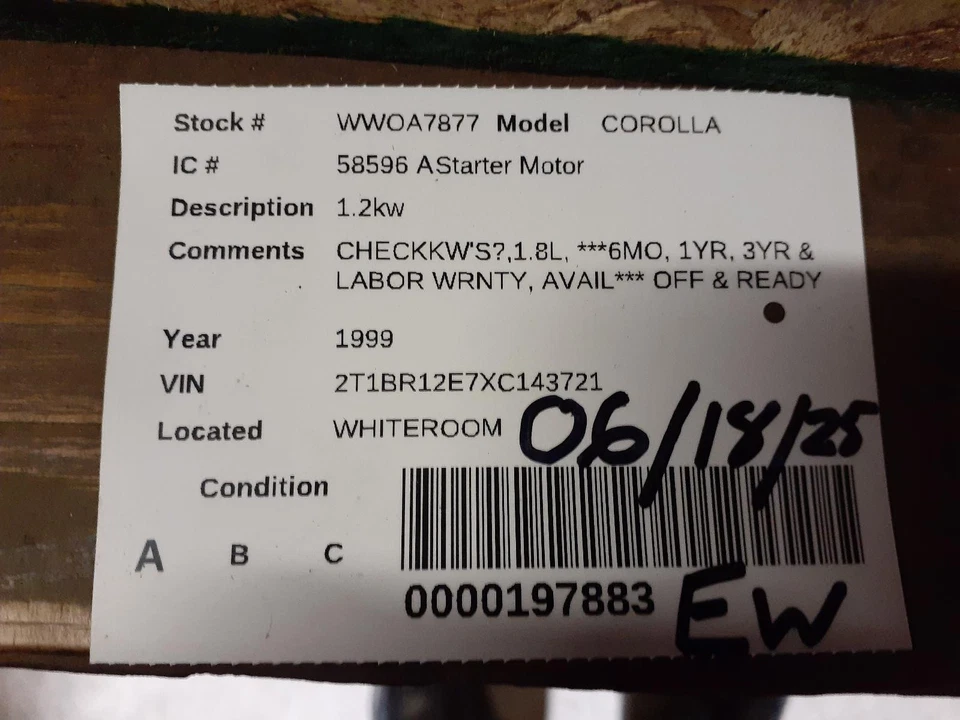 Stock # WWOA7877 Model COROLLA
IC # 58596 AStarter Motor
Description 1.2kw
Comments CHECKKW'S?,1.8L, ***6MO, 1YR, 3YR &
LABOR WRNTY, AVAIL*** OFF & READY
Year 1999
VIN 2T1BR12E7XC143721
Located WHITEROOM 06/18/25
Condition
A B C
0000197883 EW